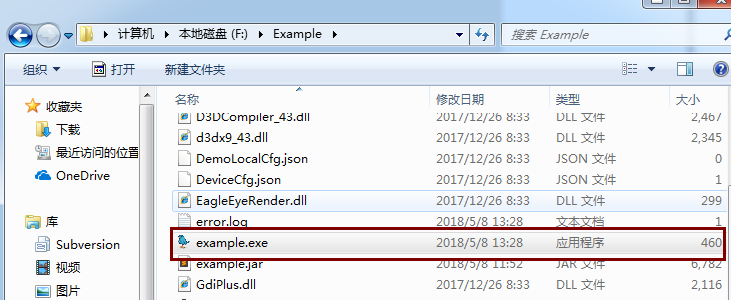 计算机 本地磁盘 (F:) Example 搜索 Example
组织 打开 新建文件夹
名称 修改日期 类型 大小
收藏夹
下载
最近访问的位置
OneDrive
库
Subversion
视频
图片
D3DCompiler_43.dll 2017/12/26 8:33 DLL 文件 2,467
d3dx9_43.dll 2017/12/26 8:33 DLL 文件 2,345
DemoLocalCfg.json 2017/12/26 8:33 JSON 文件 0
DeviceCfg.json 2017/12/26 8:33 JSON 文件 1
EagleEyeRender.dll 2017/12/26 8:33 DLL 文件 299
error.log 2018/5/8 13:28 文本文档 1
example.exe 2018/5/8 13:28 应用程序 460
example.jar 2018/5/8 11:52 JAR 文件 6,782
GdiPlus.dll 2017/12/26 8:33 DLL 文件 2,116